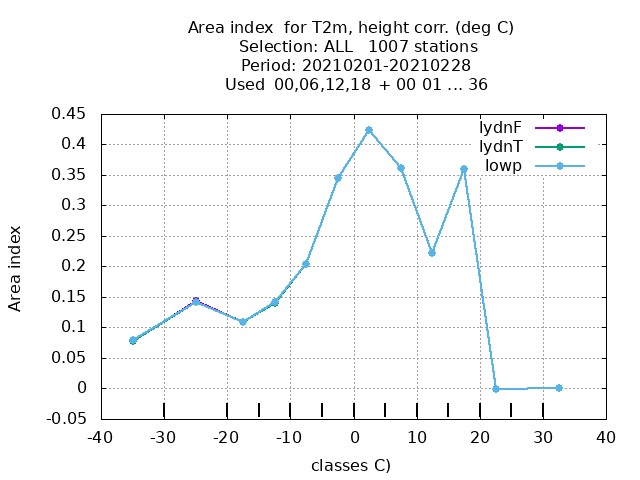 Area index  for T2m, height corr. (deg C)
Selection: ALL   1007 stations
Period: 20210201-20210228
Used  00,06,12,18  + 00 01 ... 36
lydnF
lydnT
lowp
Area index
0.45
0.4
0.35
0.3
0.25
0.2
0.15
0.1
0.05
0
-0.05
-40 -30 -20 -10 0 10 20 30 40
classes C)